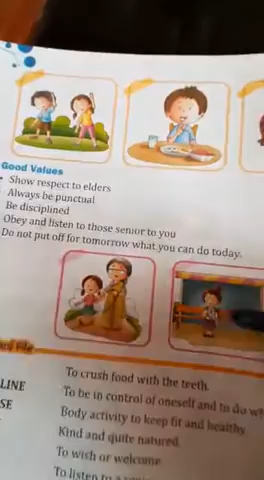 Good Values
Show respect to elders
Always be punctual
Be disciplined
Obey and listen to those senior to you
Do not put off for tomorrow what you can do today.
To crush food with the teeth
LINE
To be in control of oneself and to do
SE
Body activity to keep fit and healthy
Kind and quite natured
To wish or welcome
To listen to a